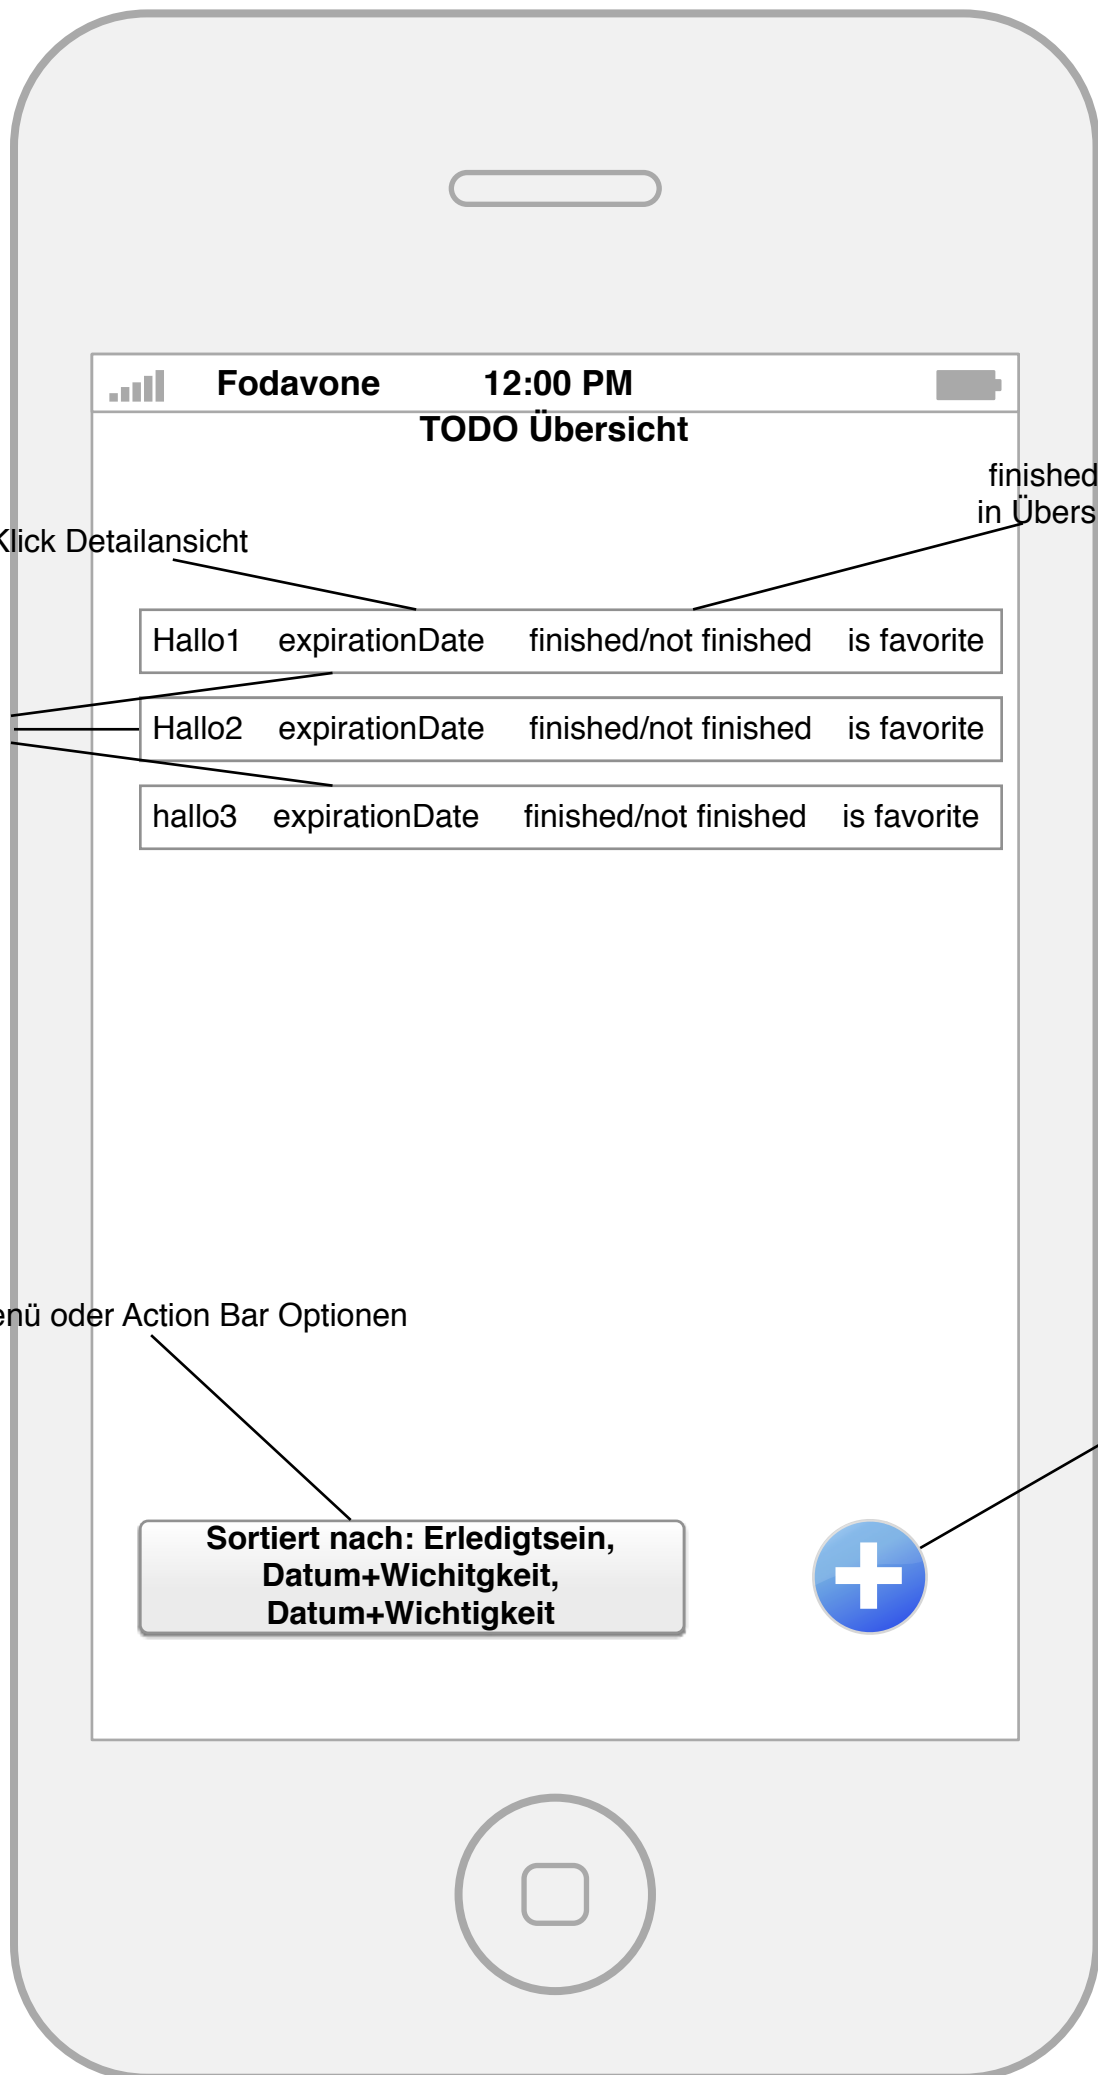 Fodavone 12:00 PM
TODO Übersicht
finished
in Übers
Klick Detailansicht
Hallo1 expirationDate finished/not finished is favorite
Hallo2 expirationDate finished/not finished is favorite
hallo3 expirationDate finished/not finished is favorite
enü oder Action Bar Optionen
Sortiert nach: Erledigtsein,
Datum+Wichitgkeit,
Datum+Wichtigkeit